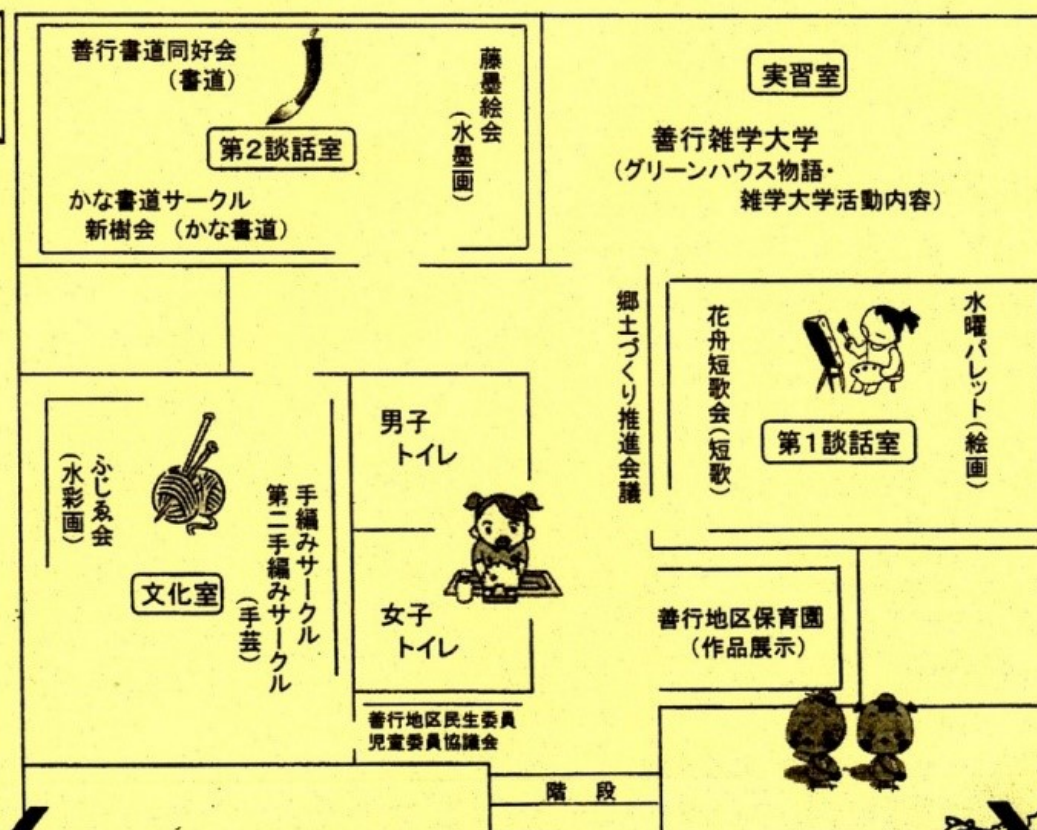 善行書道同好会
（書道）
第2談話室
かな書道サークル
新樹会（かな書道）
藤墨絵会
（水墨画）
実習室
善行雑学大学
（グリーンハウス物語・
雑学大学活動内容）
郷土づくり推進会議
花舟短歌会（短歌）
第1談話室
水曜パレット（絵画）
ふじゑ会
（水彩画）
文化室
手編みサークル
第二手編みサークル
（手芸）
男子
トイレ
女子
トイレ
善行地区民生委員
児童委員協議会
善行地区保育園
（作品展示）
階段